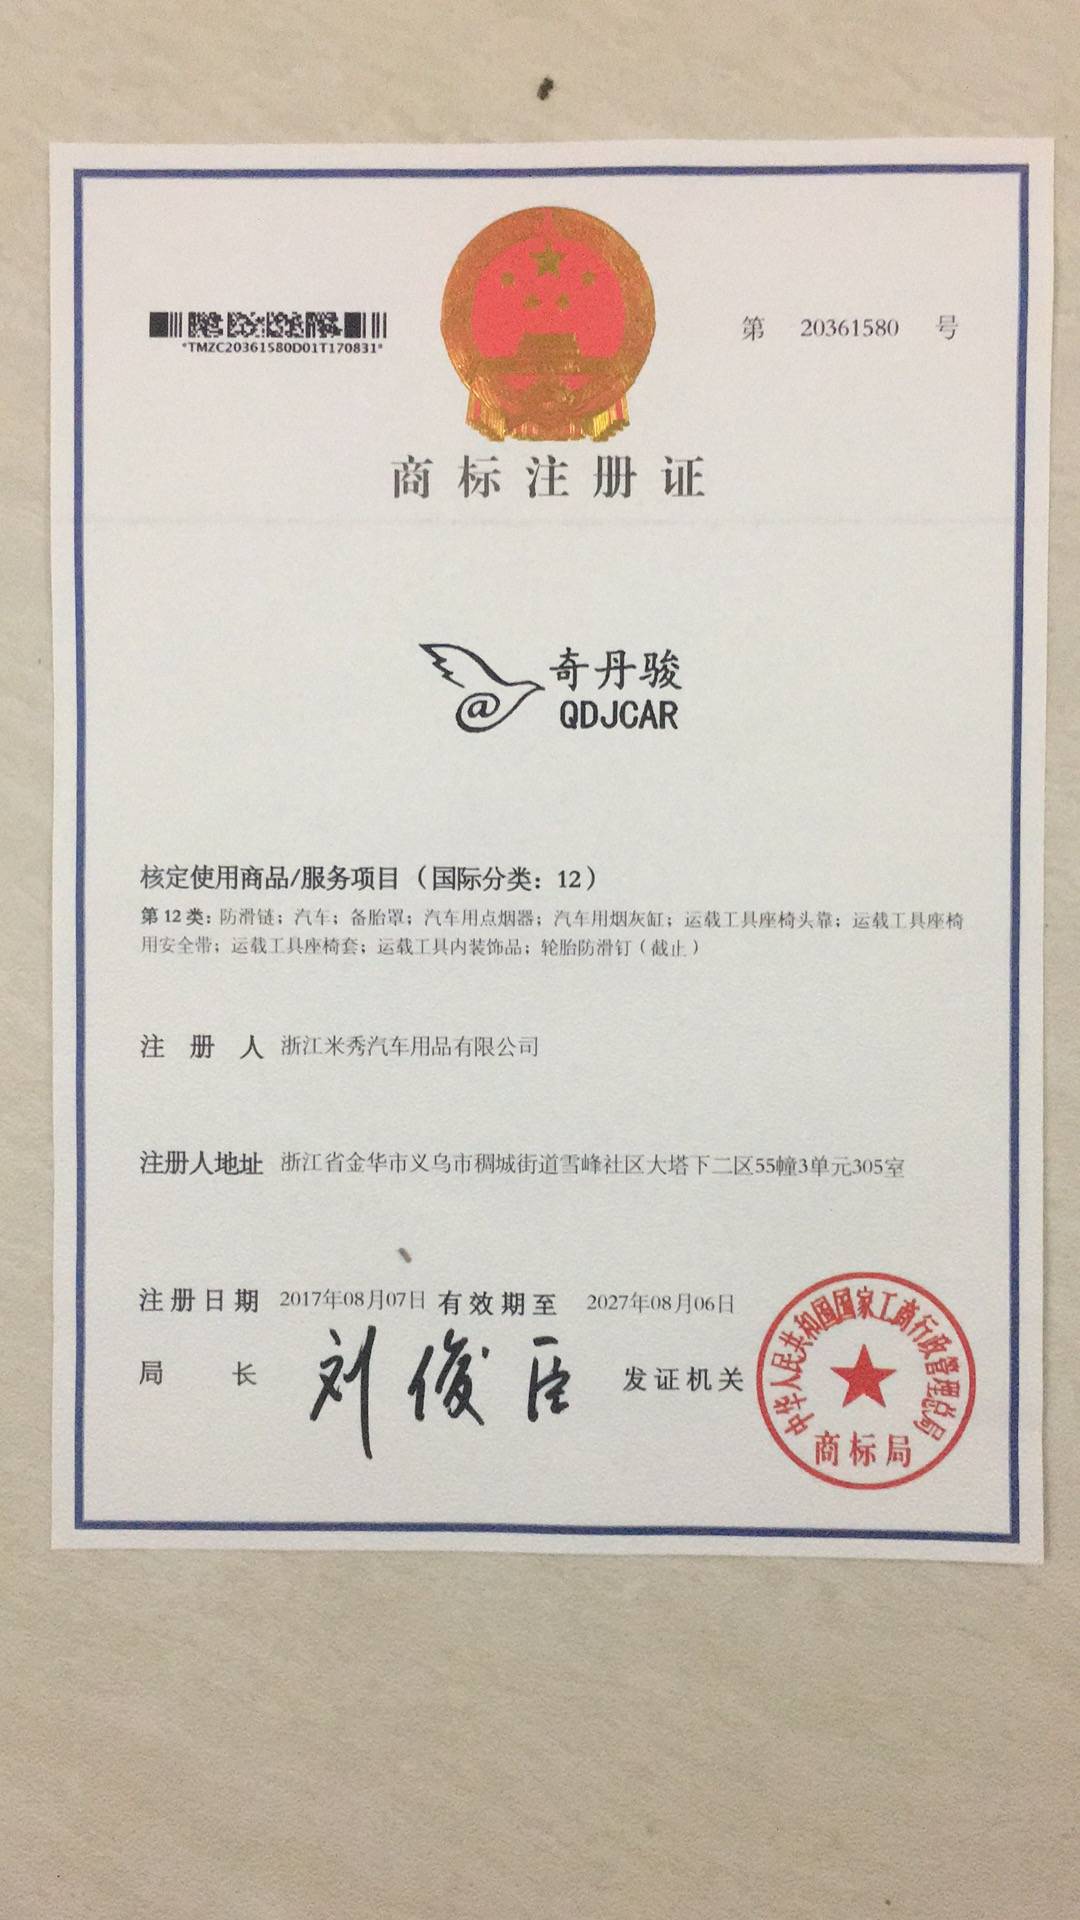 *TMZC20361580D01T170831*
第 20361580 号
商标注册证
@
奇丹骏
QDJCAR
核定使用商品/服务项目（国际分类：12）
第12类：防滑链；汽车；备胎罩；汽车用点烟器；汽车用烟灰缸；运载工具座椅头靠；运载工具座椅
用安全带；运载工具座椅套；运载工具内装饰品；轮胎防滑钉（截止）
注册人 浙江米秀汽车用品有限公司
注册人地址 浙江省金华市义乌市稠城街道雪峰社区大塔下二区55幢3单元305室
注册日期 2017年08月07日 有效期至 2027年08月06日
局长 刘俊臣 发证机关
中华人民共和国国家工商行政管理总局
商标局